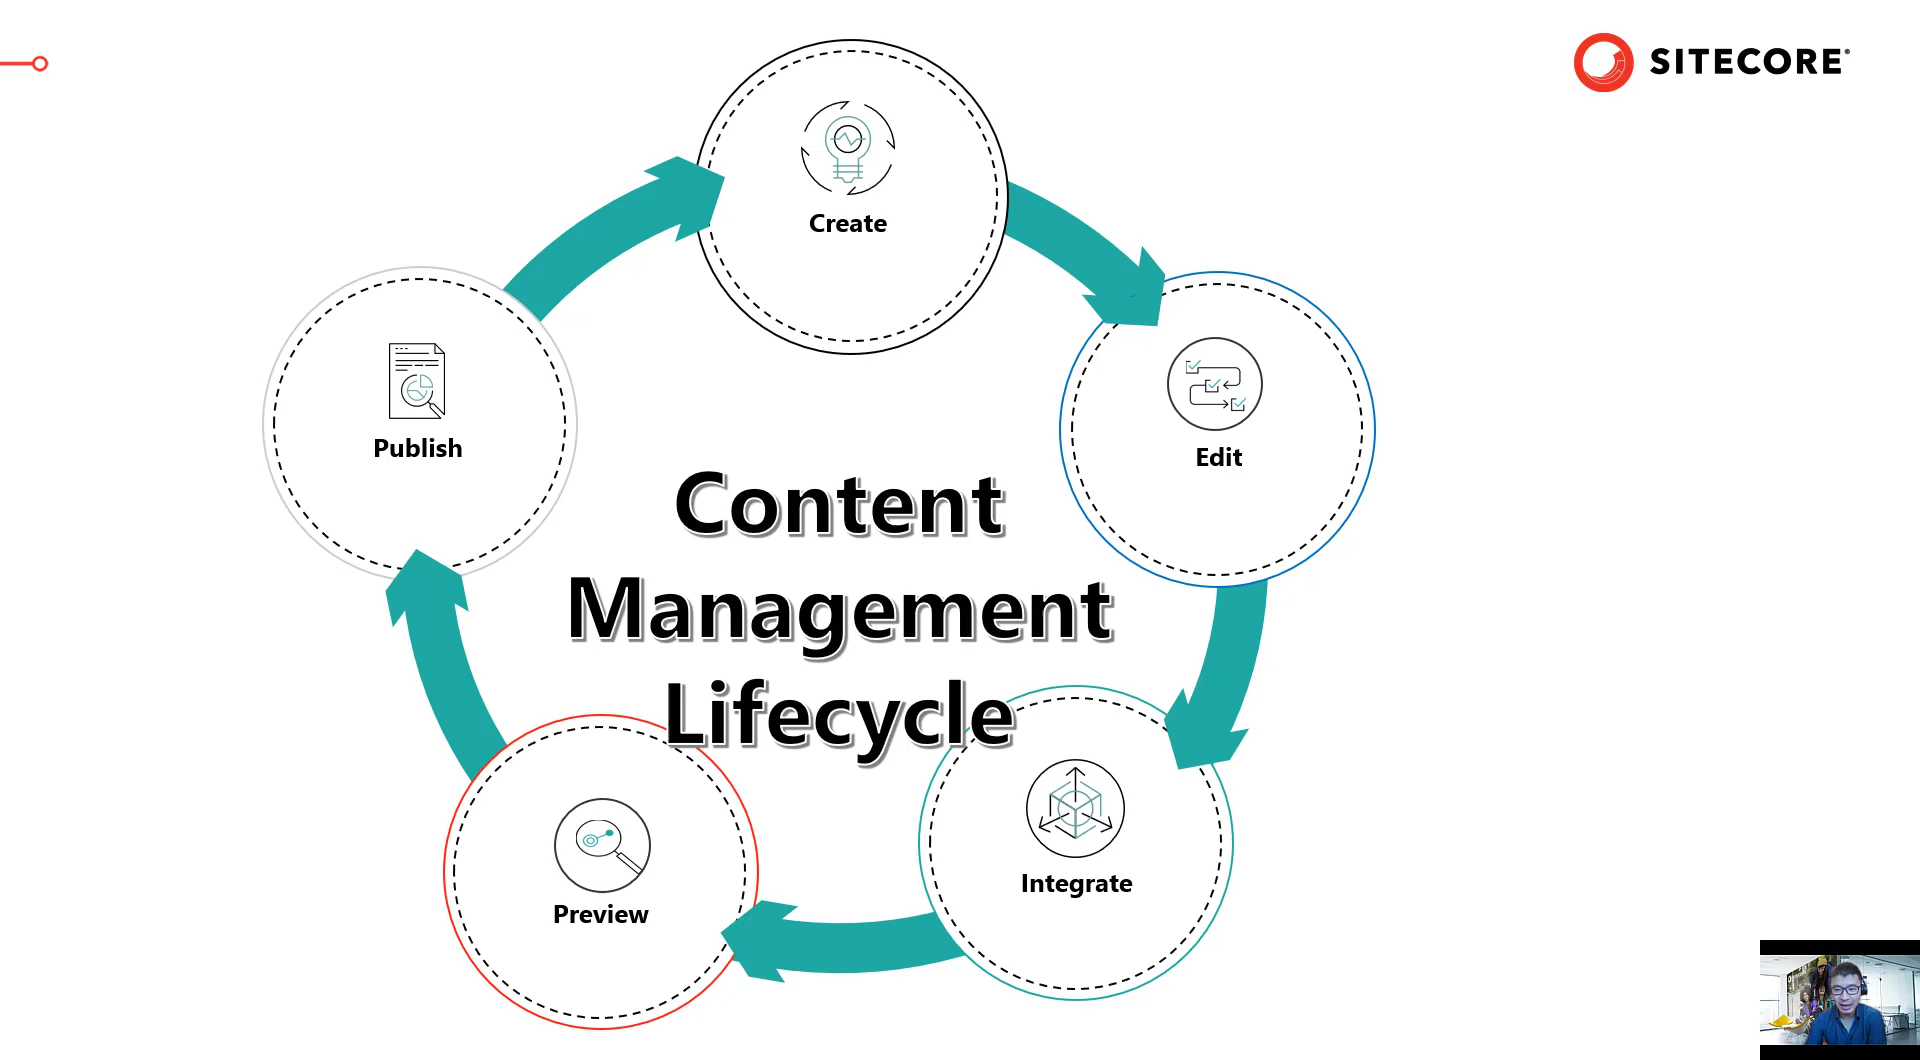 SITECORE
Create
Publish
Edit
Content
Management
Lifecycle
Integrate
Preview